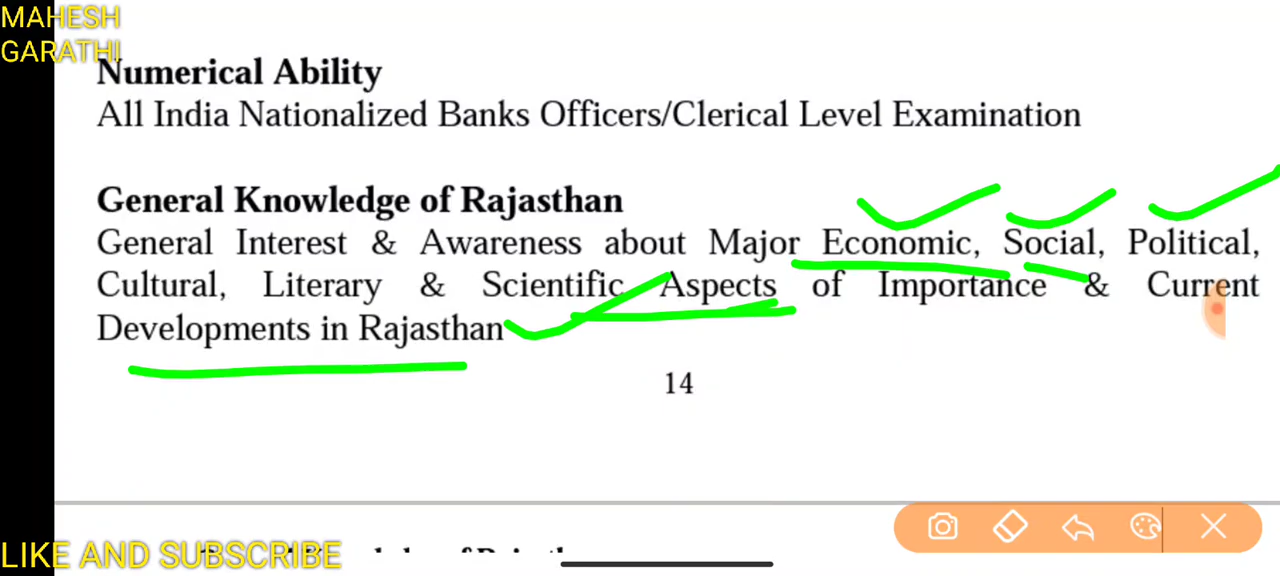 MAHESH
GARATHI
Numerical Ability
All India Nationalized Banks Officers/Clerical Level Examination
General Knowledge of Rajasthan
General Interest & Awareness about Major Economic, Social, Political,
Cultural, Literary & Scientific Aspects of Importance & Current
Developments in Rajasthan
14
LIKE AND SUBSCRIBE